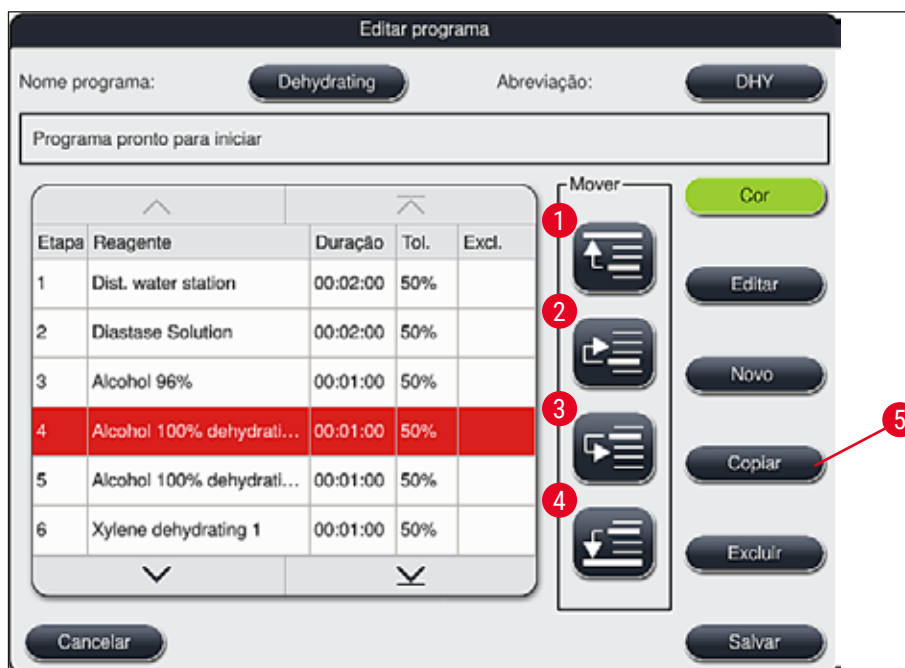 Editar programa
Nome programa: Dehydrating Abreviação: DHY
Programa pronto para iniciar
Mover
Cor
1
Etapa Reagente Duração Tol. Excl.
1 Dist. water station 00:02:00 50%
Editar
2
2 Diastase Solution 00:02:00 50%
3 Alcohol 96% 00:01:00 50%
Novo
3
4 Alcohol 100% dehydrati... 00:01:00 50%
5
Copiar
5 Alcohol 100% dehydrati... 00:01:00 50%
4
6 Xylene dehydrating 1 00:01:00 50%
Excluir
Cancelar Salvar